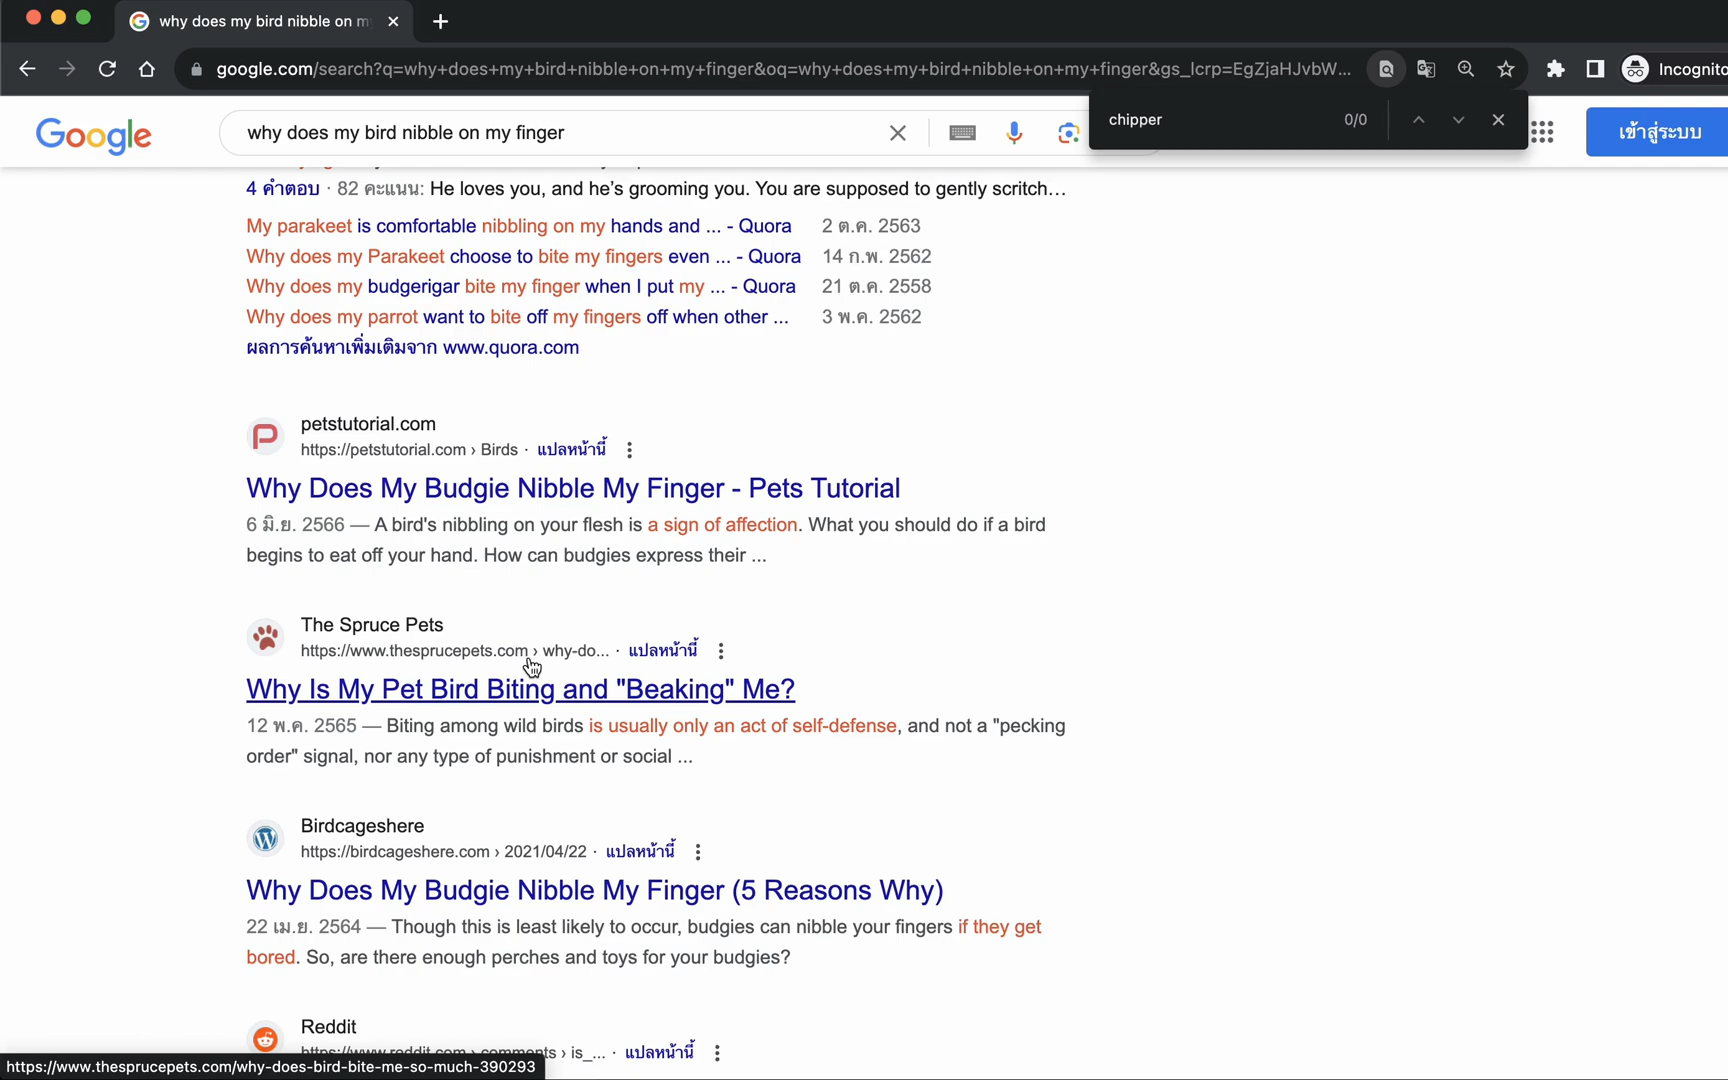 why does my bird nibble on m
google.com/search?q=why+does+my+bird+nibble+on+my+finger&oq=why+does+my+bird+nibble+on+my+finger&gs_lcrp=EgZjaHJvbW...
Incognito
chipper 0/0
Google
why does my bird nibble on my finger
เข้าสู่ระบบ
4 คำตอบ · 82 คะแนน: He loves you, and he's grooming you. You are supposed to gently scritch...
My parakeet is comfortable nibbling on my hands and ... - Quora 2 ต.ค. 2563
Why does my Parakeet choose to bite my fingers even ... - Quora 14 ก.พ. 2562
Why does my budgerigar bite my finger when I put my ... - Quora 21 ต.ค. 2558
Why does my parrot want to bite off my fingers off when other ... 3 พ.ค. 2562
ผลการค้นหาเพิ่มเติมจาก www.quora.com
petstutorial.com
https://petstutorial.com › Birds · แปลหน้านี้
Why Does My Budgie Nibble My Finger - Pets Tutorial
6 มิ.ย. 2566 — A bird's nibbling on your flesh is a sign of affection. What you should do if a bird
begins to eat off your hand. How can budgies express their ...
The Spruce Pets
https://www.thesprucepets.com › why-do... · แปลหน้านี้
Why Is My Pet Bird Biting and "Beaking" Me?
12 พ.ค. 2565 — Biting among wild birds is usually only an act of self-defense, and not a "pecking
order" signal, nor any type of punishment or social ...
Birdcageshere
https://birdcageshere.com › 2021/04/22 · แปลหน้านี้
Why Does My Budgie Nibble My Finger (5 Reasons Why)
22 เม.ย. 2564 — Though this is least likely to occur, budgies can nibble your fingers if they get
bored. So, are there enough perches and toys for your budgies?
Reddit
https://www.reddit.com › comments › is_... · แปลหน้านี้
https://www.thesprucepets.com/why-does-bird-bite-me-so-much-390293